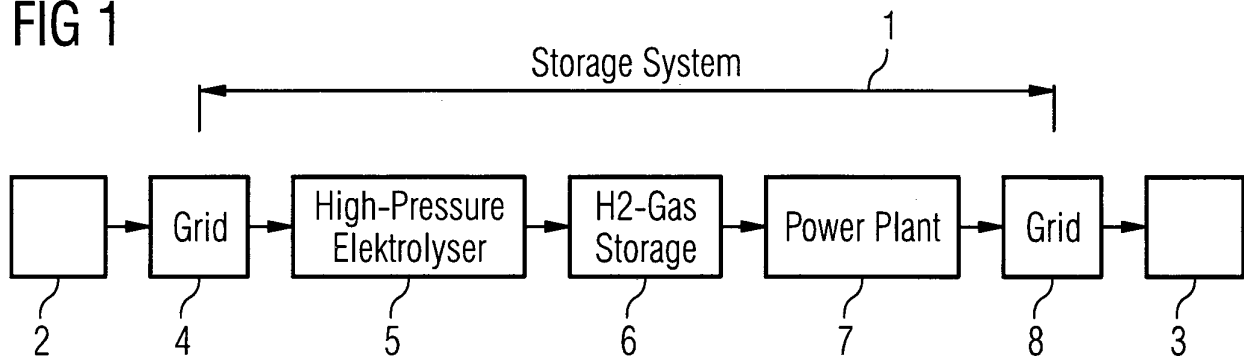 FIG 1
1
Storage System
Grid
High-Pressure
Elektrolyser
H2-Gas
Storage
Power Plant
Grid
2
4
5
6
7
8
3